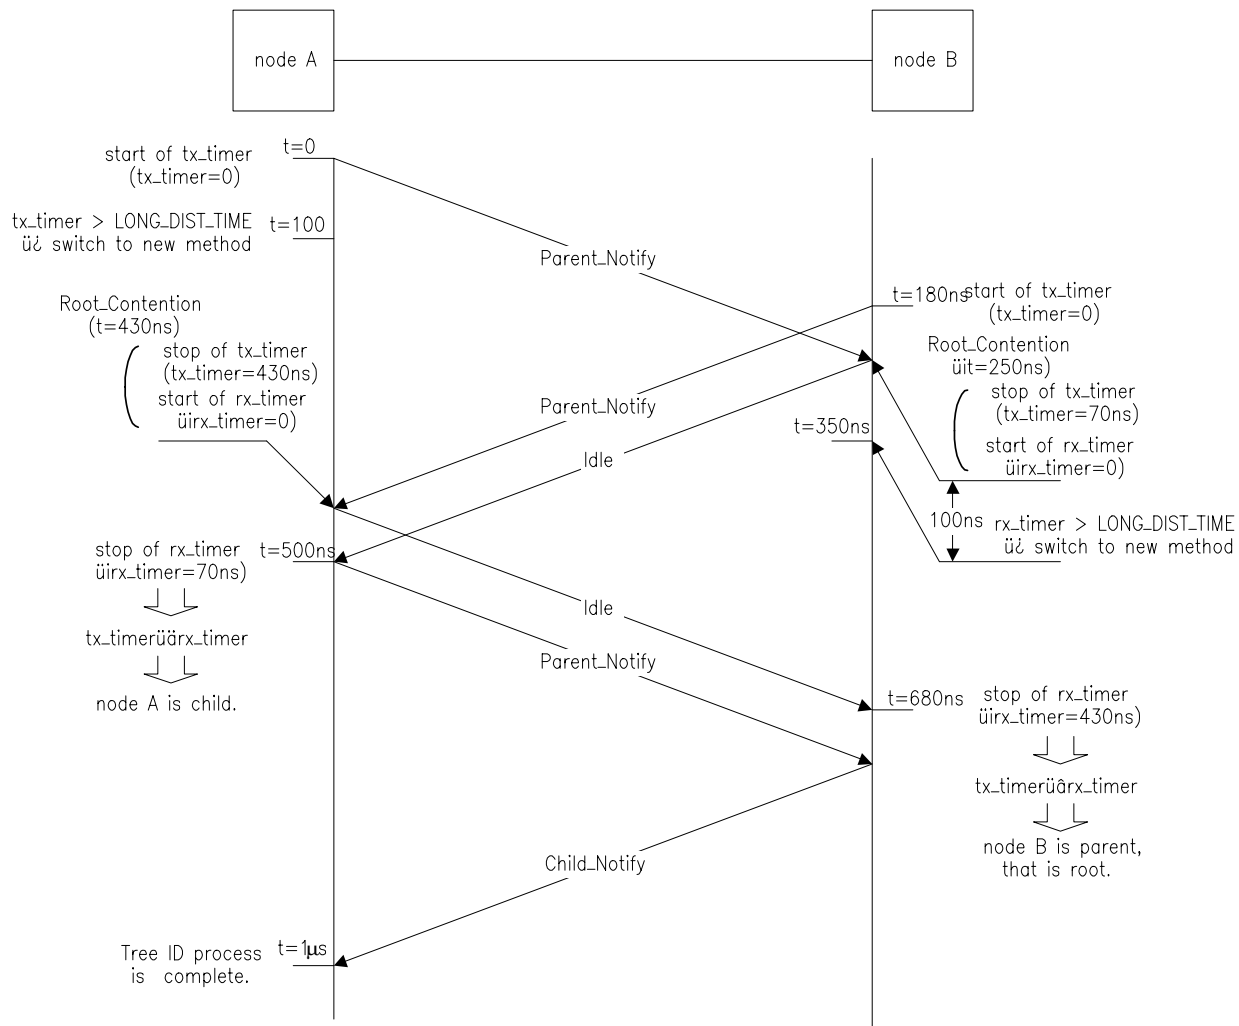 node A
node B
start of tx_timer
(tx_timer=0)
t=0
tx_timer > LONG_DIST_TIME
ü¿ switch to new method
t=100
Parent_Notify
Root_Contention
(t=430ns)
stop of tx_timer
(tx_timer=430ns)
start of rx_timer
üirx_timer=0)
t=180ns
start of tx_timer
(tx_timer=0)
Root_Contention
üit=250ns)
stop of tx_timer
(tx_timer=70ns)
start of rx_timer
üirx_timer=0)
Parent_Notify
t=350ns
Idle
100ns
rx_timer > LONG_DIST_TIME
ü¿ switch to new method
stop of rx_timer
üirx_timer=70ns)
t=500ns
tx_timerüärx_timer
node A is child.
Idle
Parent_Notify
t=680ns
stop of rx_timer
üirx_timer=430ns)
tx_timerüârx_timer
node B is parent,
that is root.
Child_Notify
Tree ID process
is complete.
t=1µs